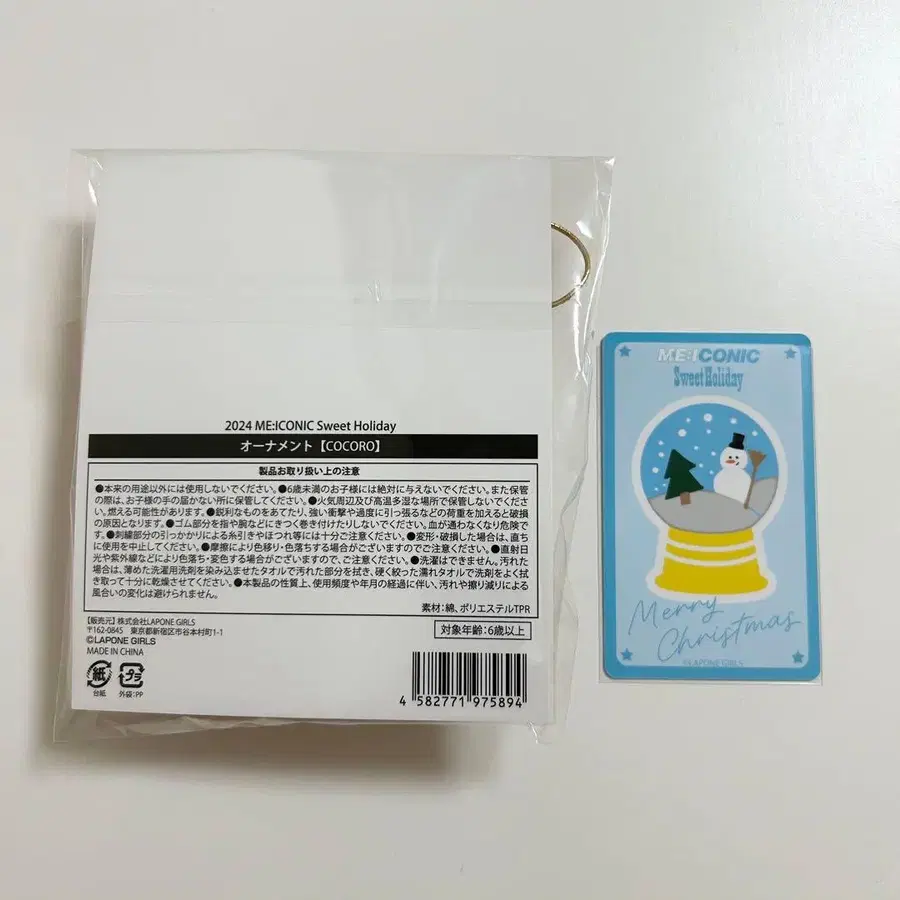 2024 ME:ICONIC Sweet Holiday
オーナメント【COCORO】
製品お取り扱い上の注意
●本来の用途以外には使用しないでください。●6歳未満のお子様には絶対に与えないでください。また保管
の際は、お子様の手の届かない所に保管してください。●火気周辺及び高温多湿な場所で保管しないでくださ
い。燃える可能性があります。●鋭利なものをあてたり、強い衝撃や過度に引っ張るなどの荷重を加えると破損
の原因となります。●ゴム部分を指や腕などにきつく巻き付けたりしないでください。血が通わなくなり危険で
す。●刺繍部分の引っかかりによる糸引きやほつれ等には十分ご注意ください。●変形・破損した場合は、直ち
に使用を中止してください。●摩擦により色移り・色落ちする場合がございますのでご注意ください。●直射日
光や紫外線などにより色落ち・変色する場合がございますので、ご注意ください。●洗濯はできません。汚れた
場合は、薄めた洗濯用洗剤を染み込ませたタオルで汚れた部分を拭き、硬く絞った濡れタオルで洗剤をよく拭
き取って十分に乾燥させてください。●本製品の性質上、使用頻度や年月の経過に伴い、汚れや擦り減りによる
風合いの変化は避けられません。
素材：綿、ポリエステルTPR
【販売元】株式会社LAPONE GIRLS
〒162-0845 東京都新宿区市谷本村町1-1
©LAPONE GIRLS
MADE IN CHINA
対象年齢：6歳以上
紙
台紙
プラ
外袋：PP
4 582771 975894
ME:ICONIC
Sweet Holiday
Merry
Christmas
©LAPONE GIRLS